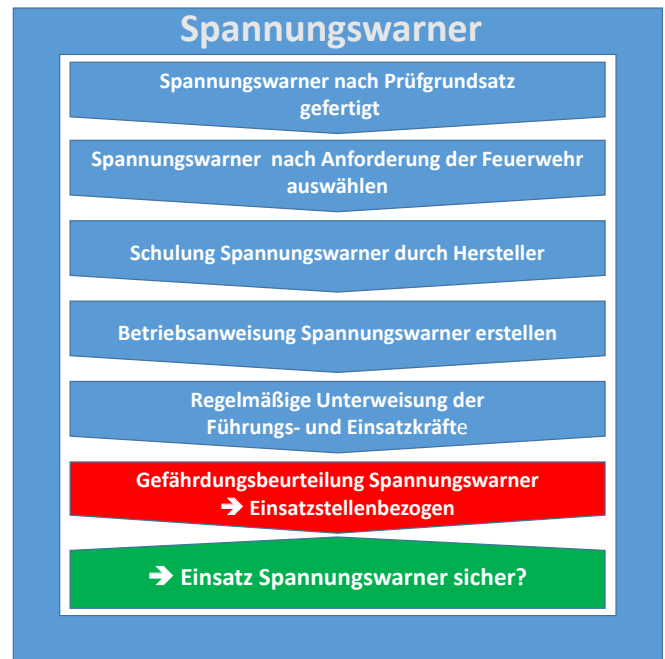 Spannungswarner
Spannungswarner nach Prüfgrundsatz
gefertigt
Spannungswarner nach Anforderung der Feuerwehr
auswählen
Schulung Spannungswarner durch Hersteller
Betriebsanweisung Spannungswarner erstellen
Regelmäßige Unterweisung der
Führungs- und Einsatzkräfte
Gefährdungsbeurteilung Spannungswarner
➔ Einsatzstellenbezogen
➔ Einsatz Spannungswarner sicher?